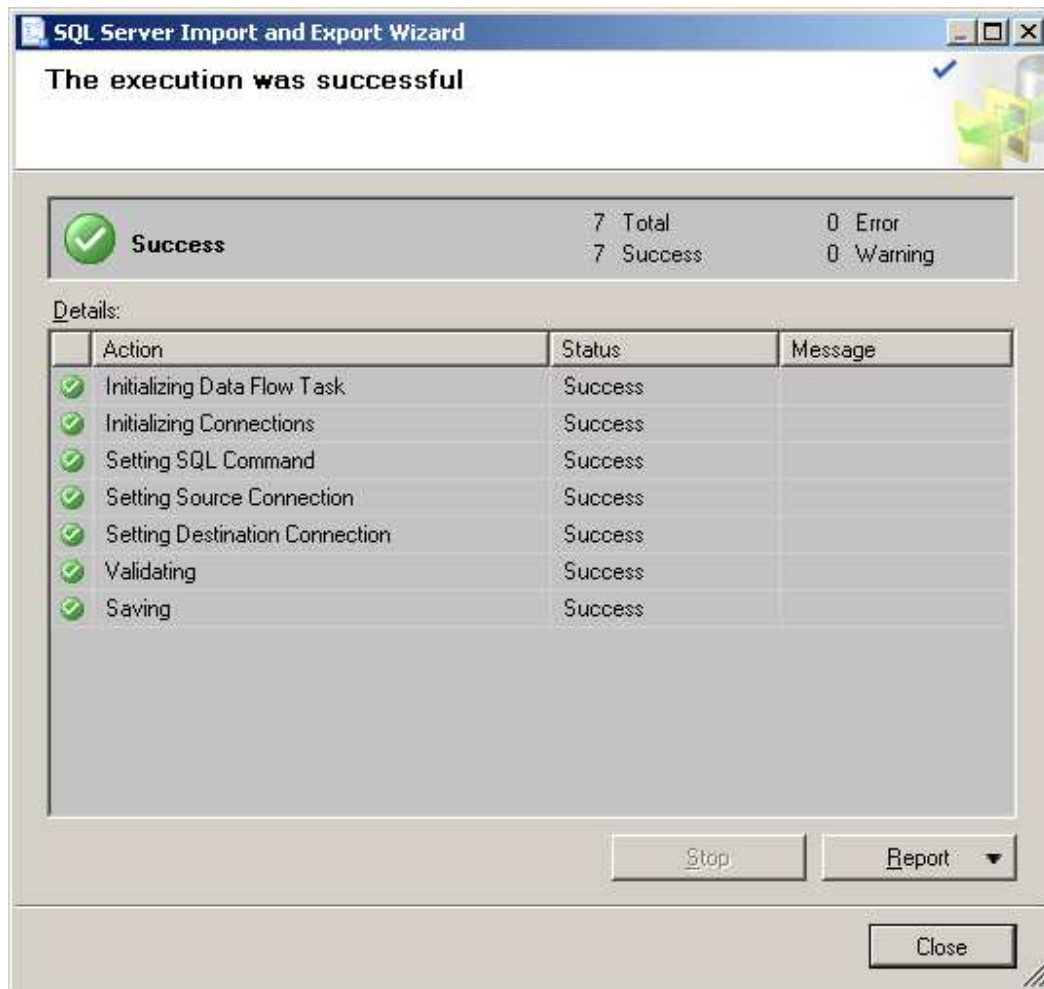 SQL Server Import and Export Wizard
The execution was successful
Success
7 Total 0 Error
7 Success 0 Warning
Details:
Action Status Message
Initializing Data Flow Task Success
Initializing Connections Success
Setting SQL Command Success
Setting Source Connection Success
Setting Destination Connection Success
Validating Success
Saving Success
Stop Report
Close